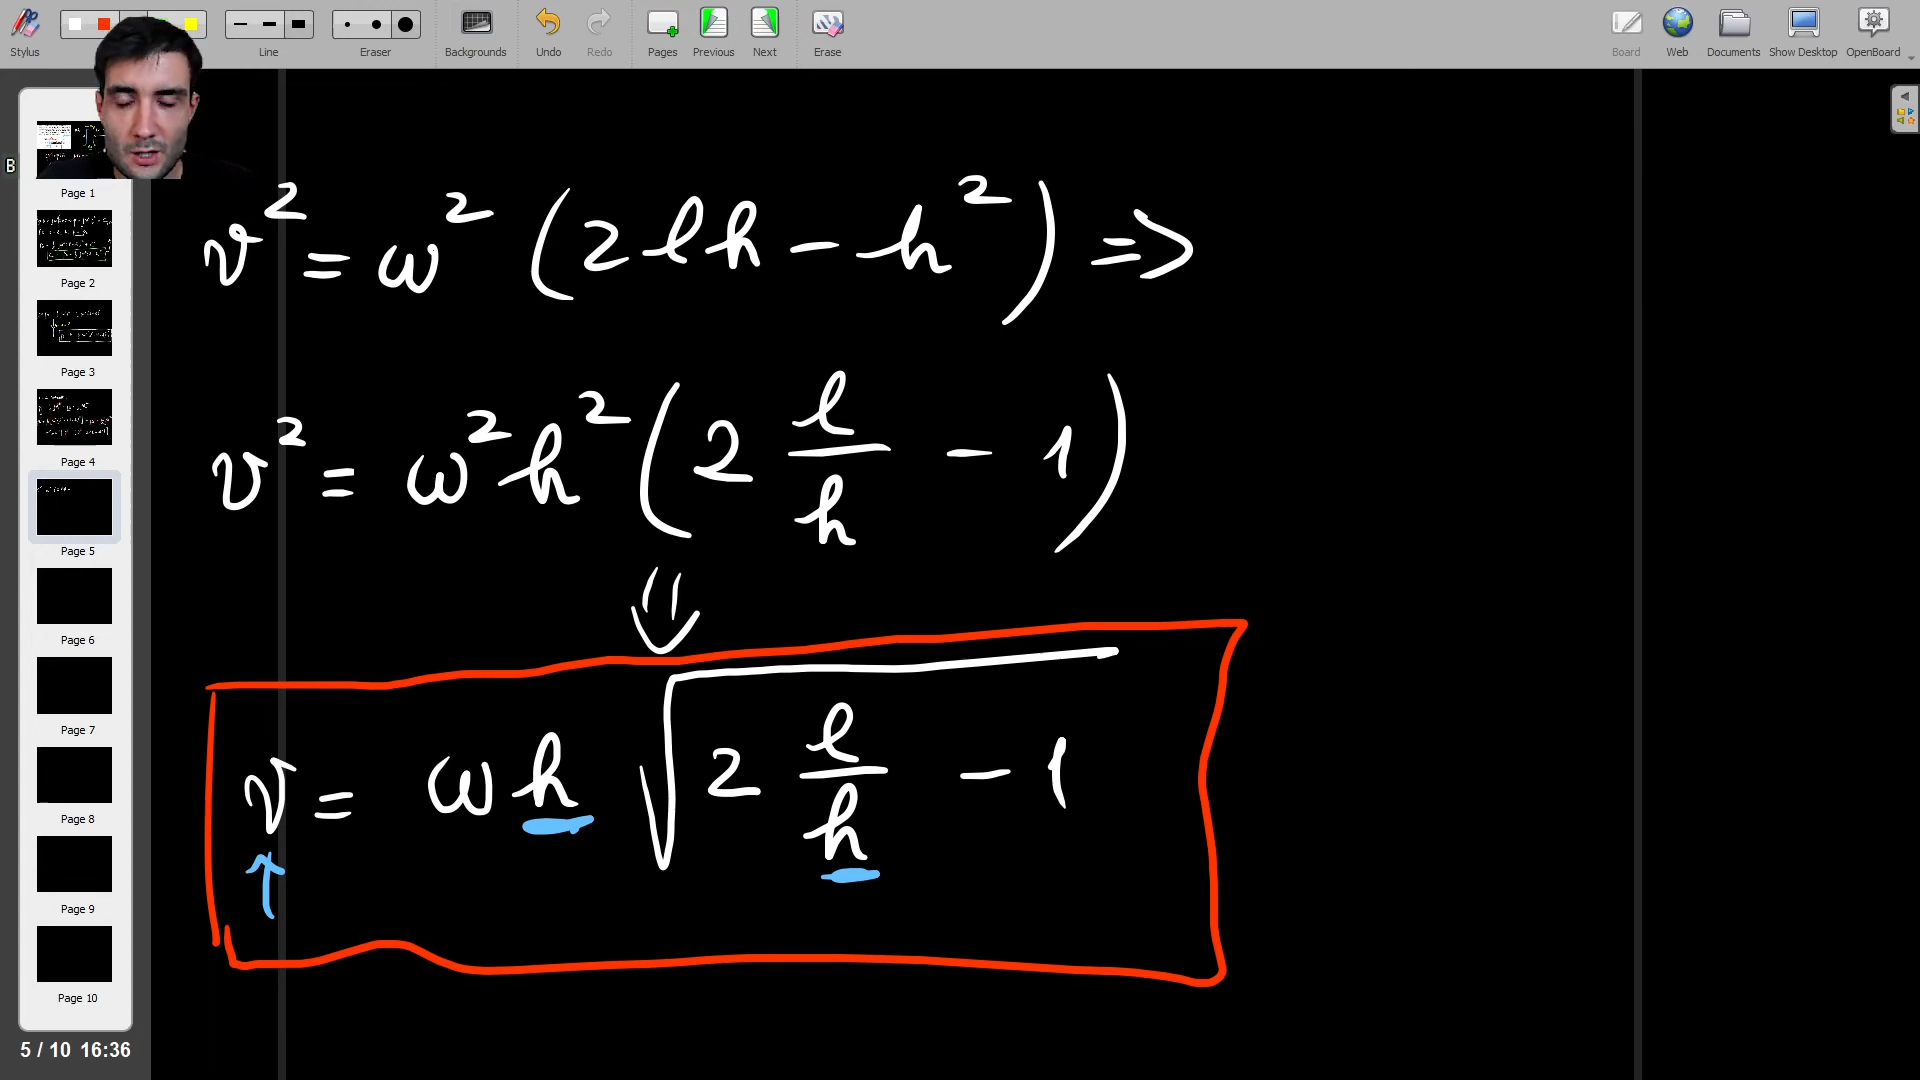 Stylus
Line
Eraser
Backgrounds
Undo
Redo
Pages
Previous
Next
Erase
Board
Web
Documents
Show Desktop
OpenBoard
B
Page 1
Page 2
Page 3
Page 4
Page 5
Page 6
Page 7
Page 8
Page 9
Page 10
5 / 10 16:36
v² = ω² (2ℓh - h²) =>
v² = ω²h² (2 ℓ/h - 1)
⇓
v = ωh √(2 ℓ/h - 1)
↑